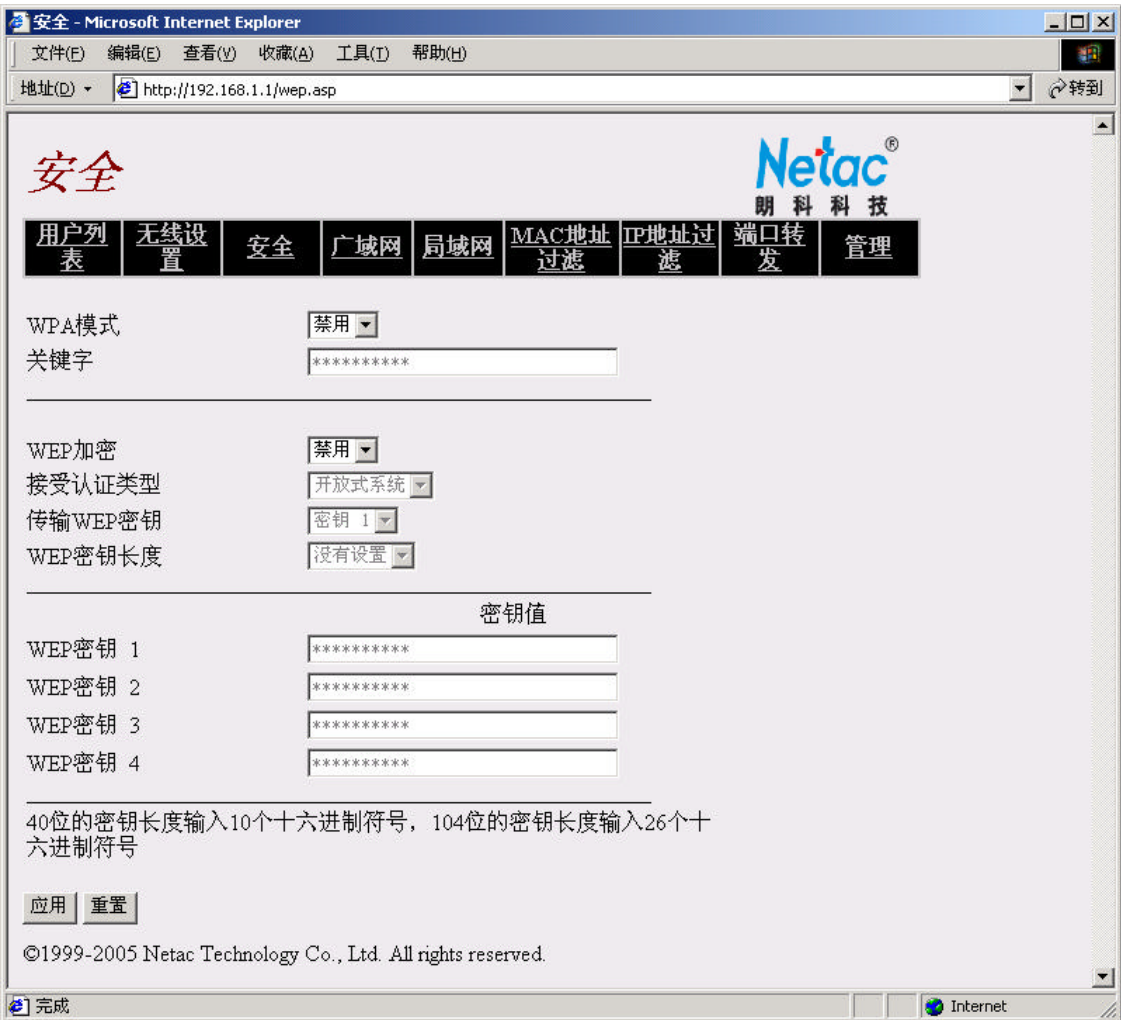 安全 - Microsoft Internet Explorer
文件(F) 编辑(E) 查看(V) 收藏(A) 工具(T) 帮助(H)
地址(D) http://192.168.1.1/wep.asp 转到
安全
Netac®
朗科科技
用户列表 无线设置 安全 广域网 局域网 MAC地址过滤 IP地址过滤 端口转发 管理
WPA模式 禁用
关键字 **********
WEP加密 禁用
接受认证类型 开放式系统
传输WEP密钥 密钥 1
WEP密钥长度 没有设置
密钥值
WEP密钥 1 **********
WEP密钥 2 **********
WEP密钥 3 **********
WEP密钥 4 **********
40位的密钥长度输入10个十六进制符号，104位的密钥长度输入26个十
六进制符号
应用 重置
©1999-2005 Netac Technology Co., Ltd. All rights reserved.
完成 Internet